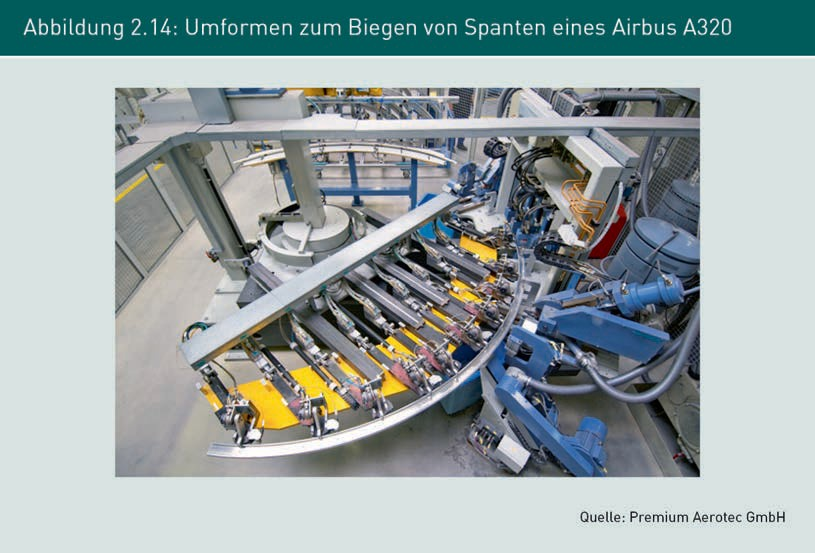 Abbildung 2.14: Umformen zum Biegen von Spanten eines Airbus A320
Quelle: Premium Aerotec GmbH